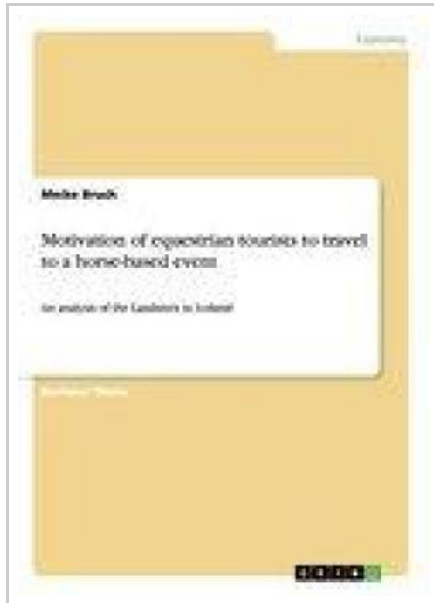 Meike Bruch
Motivation of equestrian tourists to travel
to a horse-based event
An analysis of the Landsmót in Iceland
G R I N